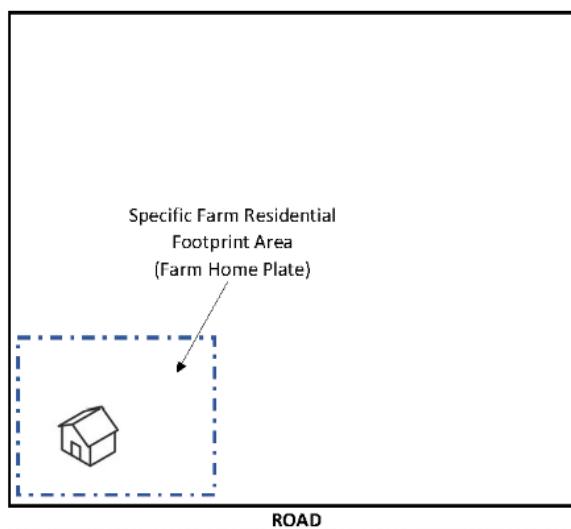 Specific Farm Residential
Footprint Area
(Farm Home Plate)
ROAD